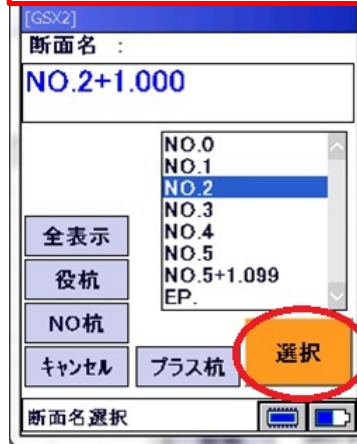 [GSX2]
断面名 :
NO.2+1.000
NO.0
NO.1
NO.2
NO.3
NO.4
NO.5
NO.5+1.099
EP.
全表示
役杭
NO杭
キャンセル
プラス杭
選択
断面名選択